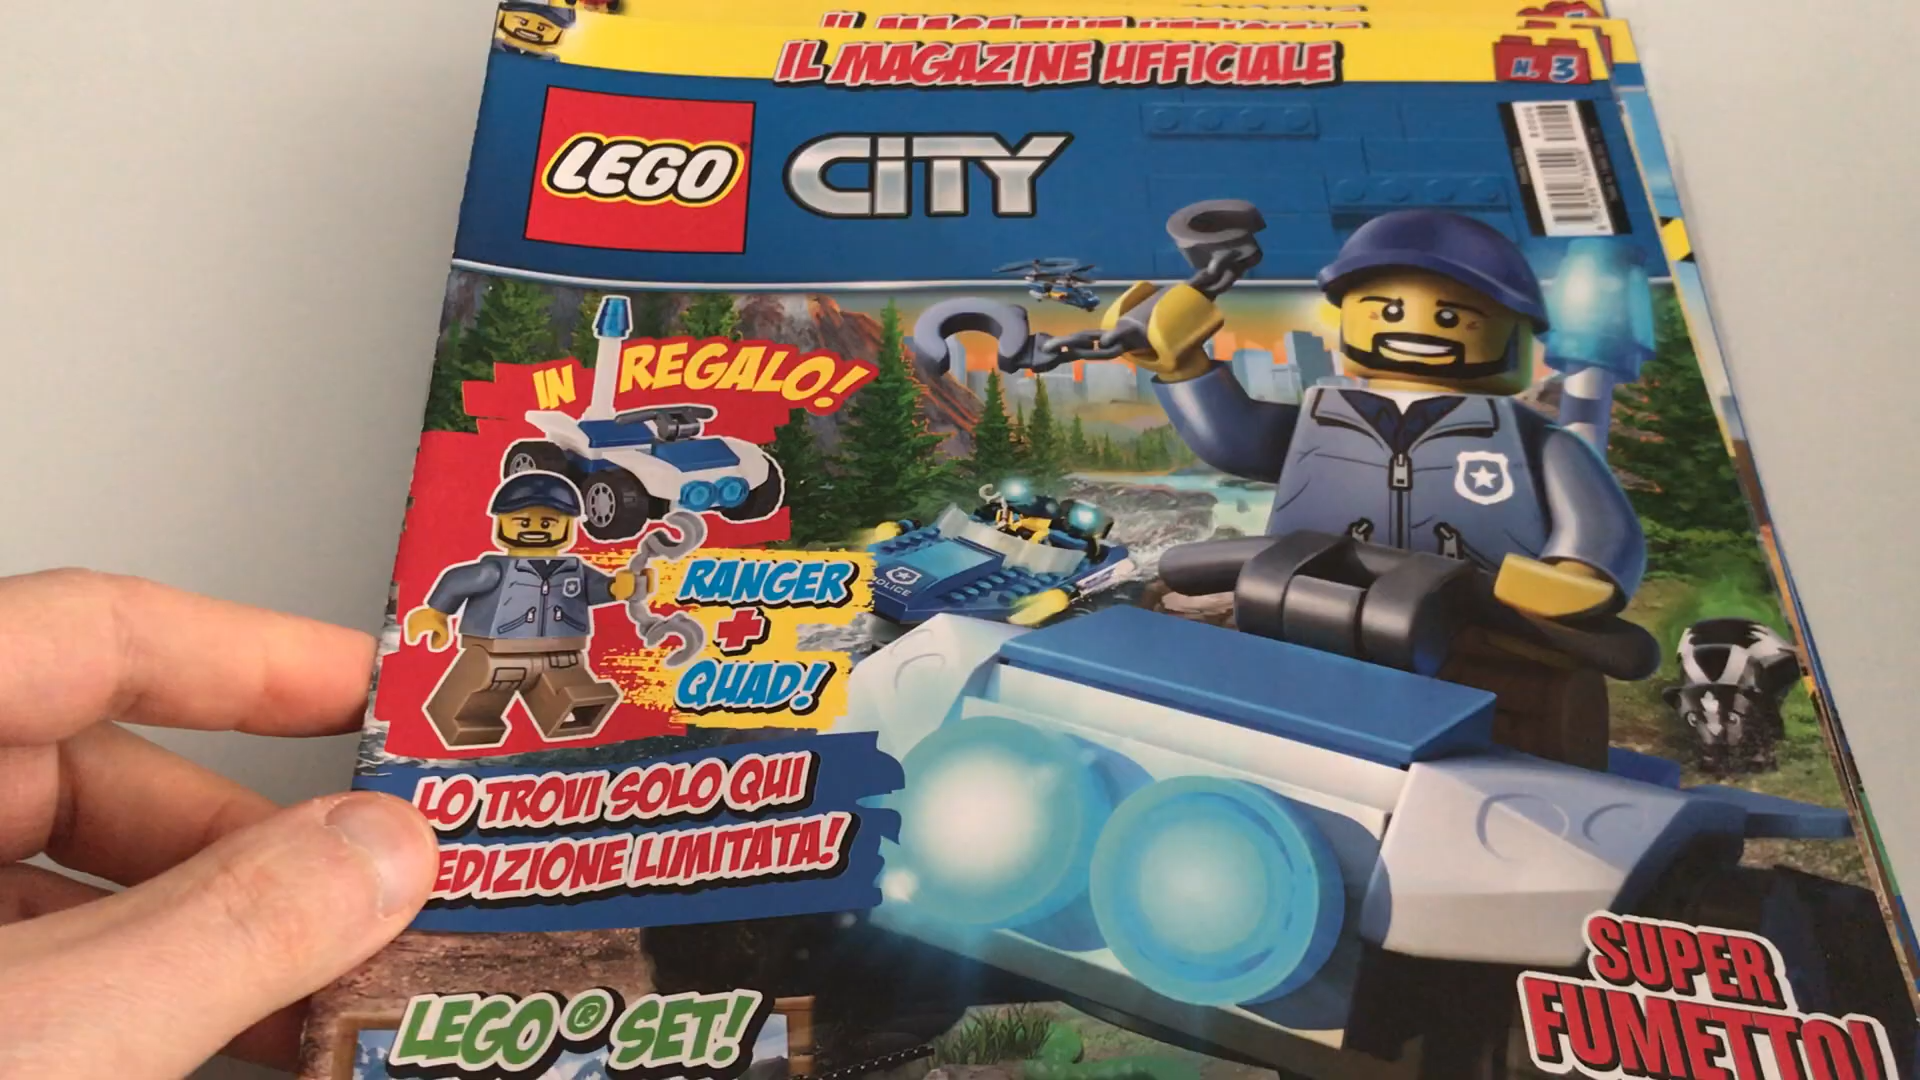 IL MAGAZINE UFFICIALE
N. 3
LEGO CITY
IN REGALO!
RANGER
+
QUAD!
POLICE
LO TROVI SOLO QUI
EDIZIONE LIMITATA!
LEGO® SET!
SUPER
FUMETTO!